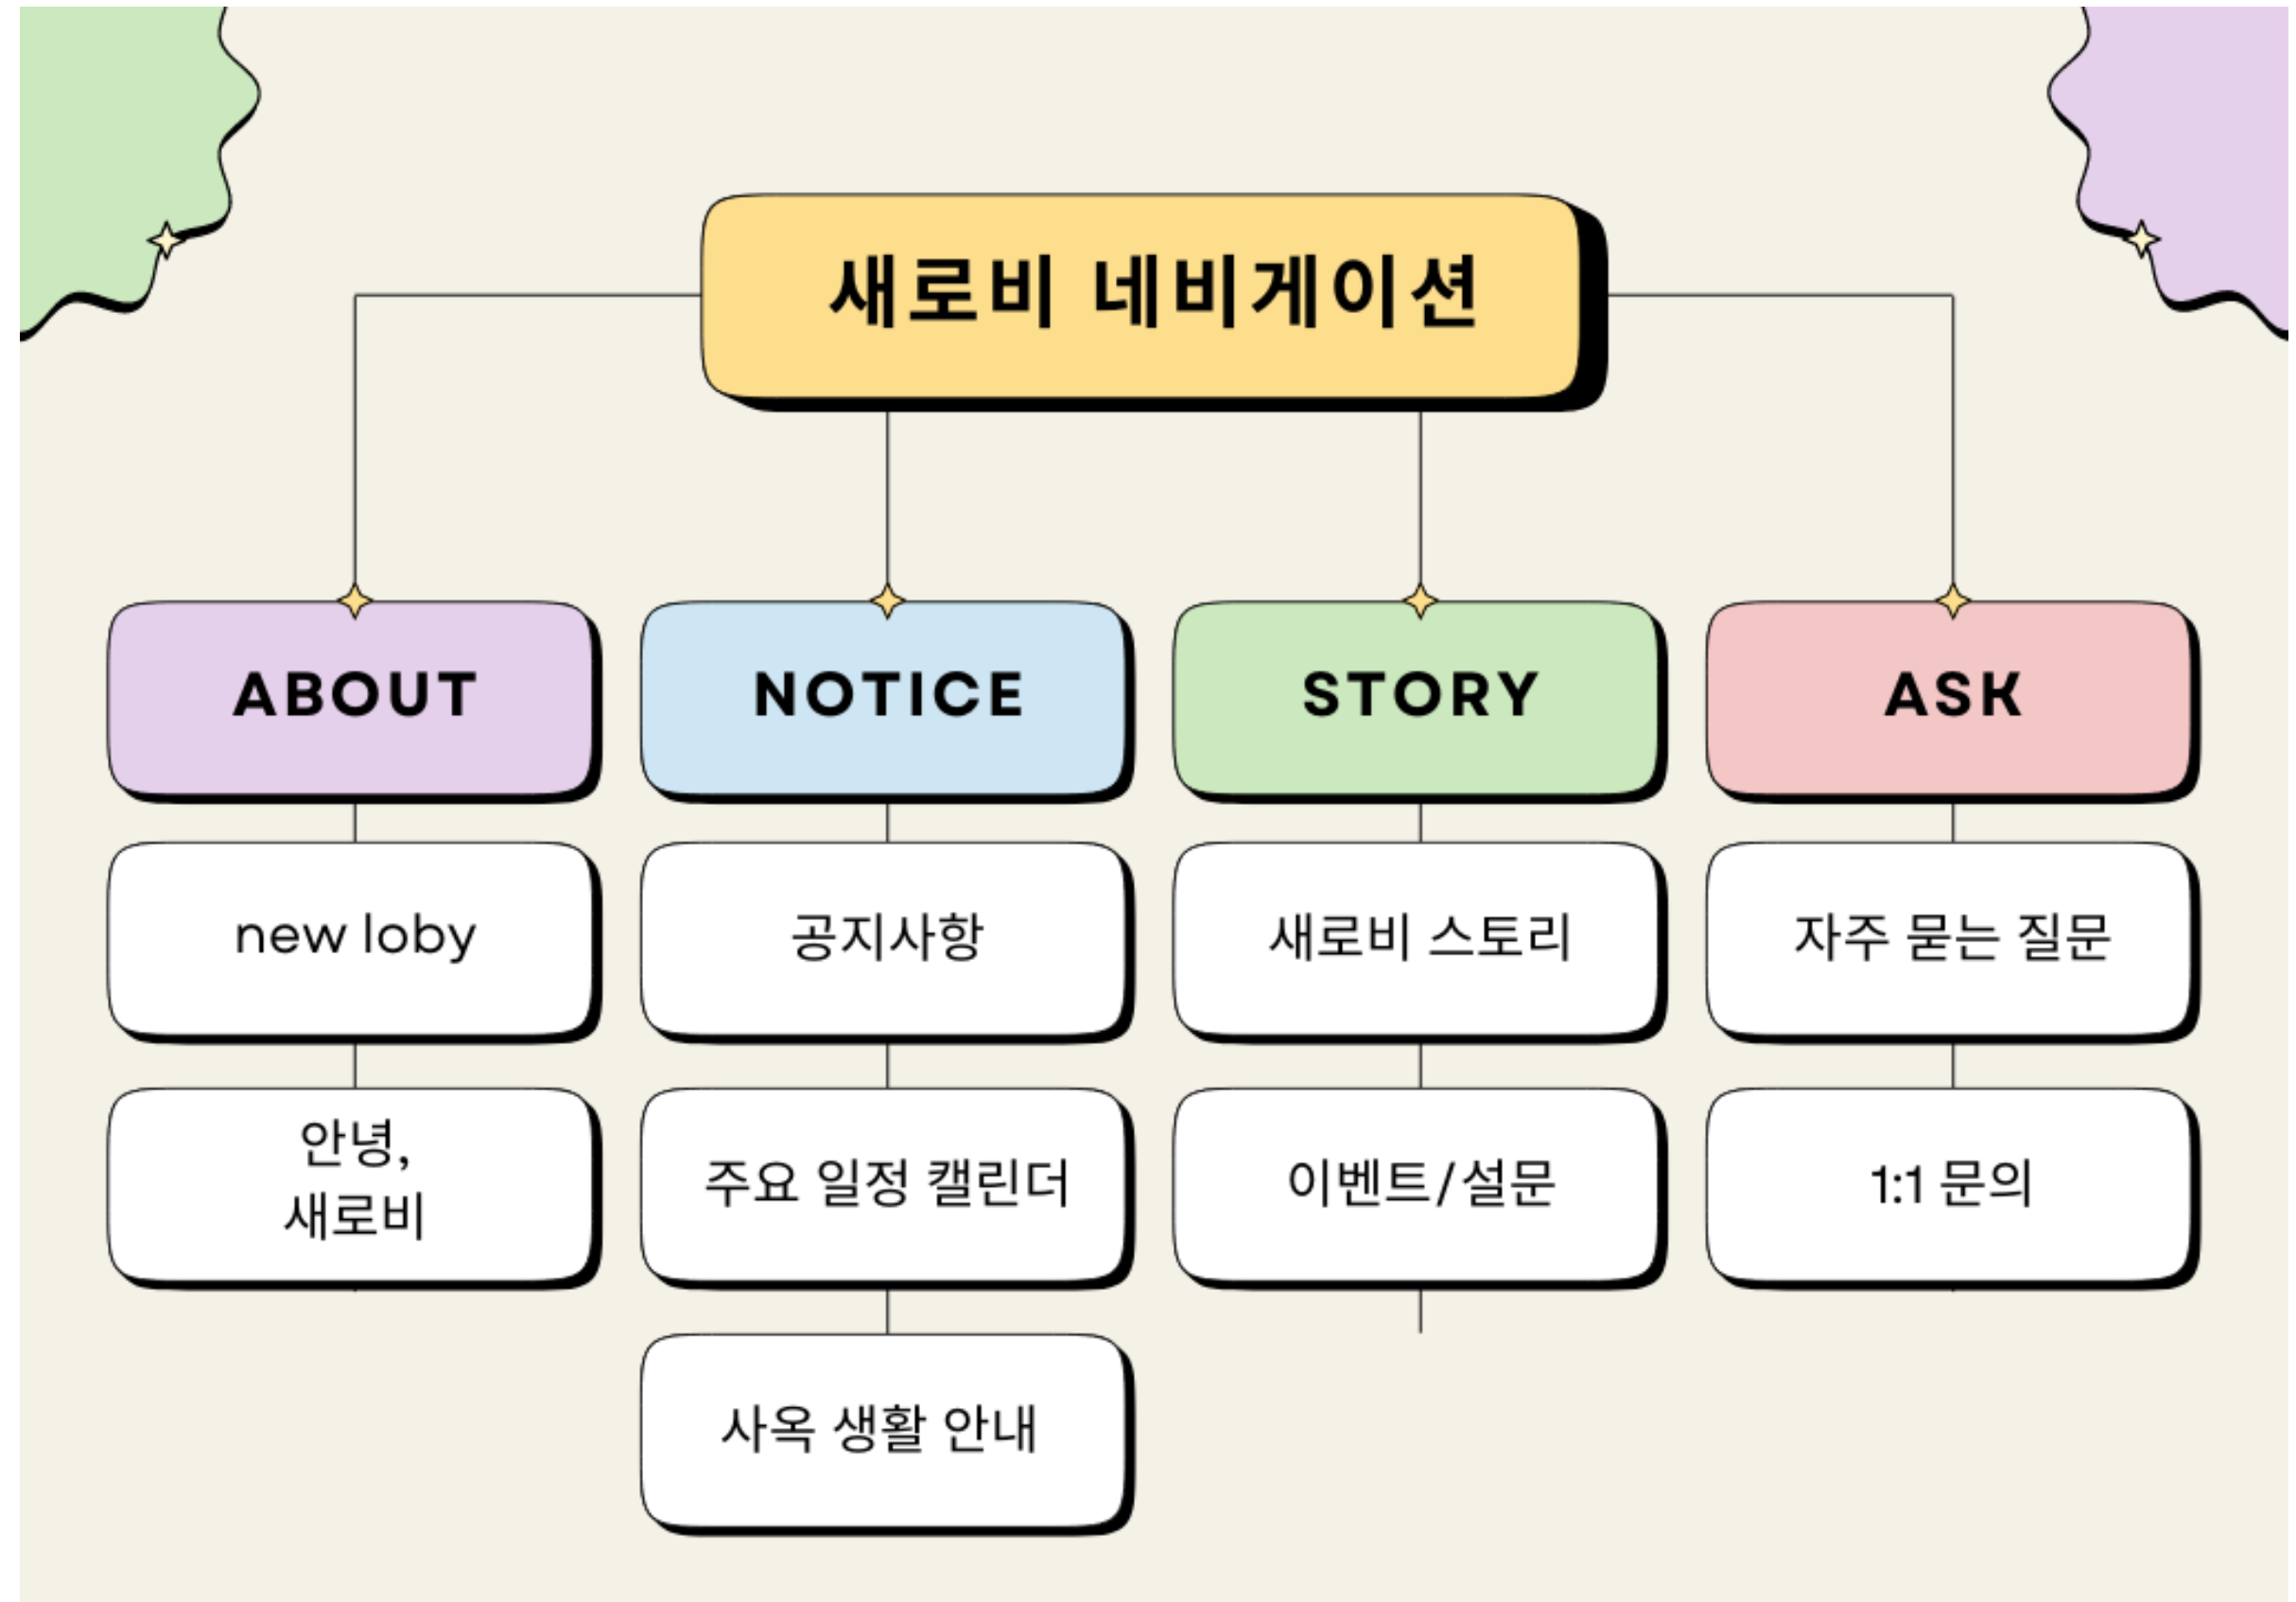 새로비 네비게이션
ABOUT
NOTICE
STORY
ASK
new loby
공지사항
새로비 스토리
자주 묻는 질문
안녕,
새로비
주요 일정 캘린더
이벤트/설문
1:1 문의
사옥 생활 안내